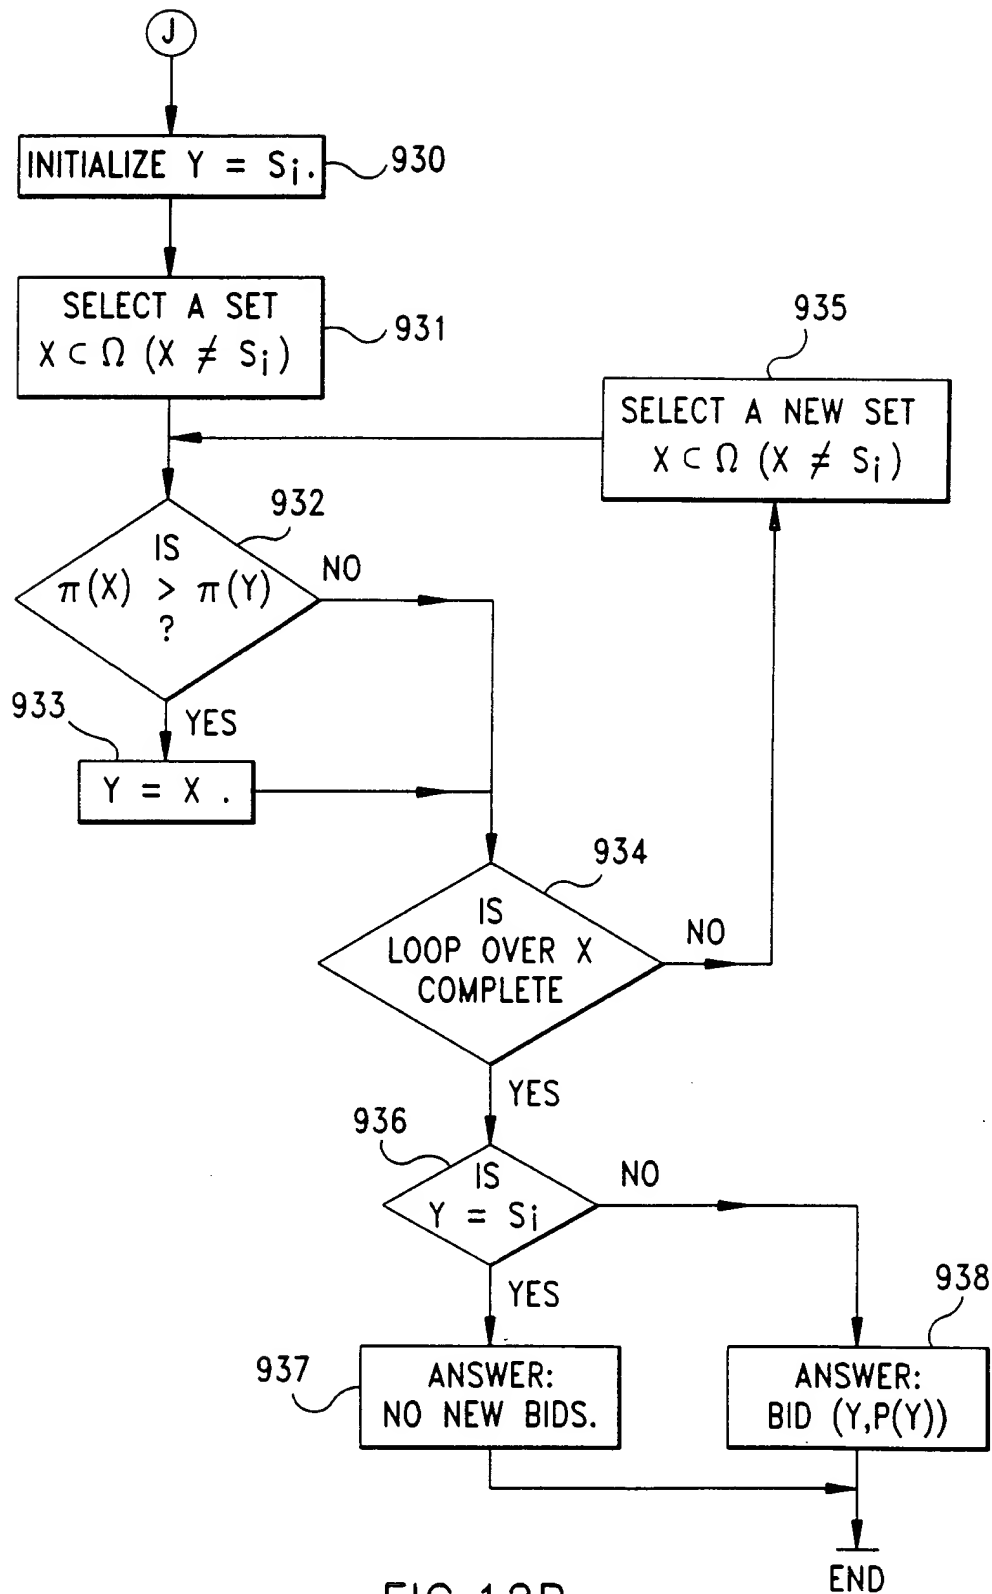 J
INITIALIZE Y = Si.
930
SELECT A SET
X ⊂ Ω (X ≠ Si)
931
935
SELECT A NEW SET
X ⊂ Ω (X ≠ Si)
932
IS
π(X) > π(Y)
?
NO
YES
933
Y = X .
934
IS
LOOP OVER X
COMPLETE
NO
YES
936
IS
Y = Si
NO
YES
937
ANSWER:
NO NEW BIDS.
938
ANSWER:
BID (Y,P(Y))
END